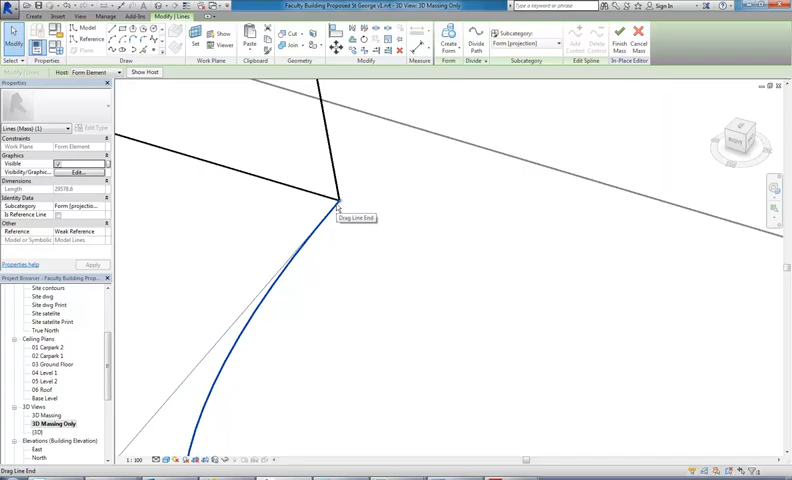 Faculty Building Proposed St George v1.rvt - 3D View: 3D Massing Only
Sign In
Create Insert View Manage Add-Ins Modify | Lines
Modify
Model
Reference
Plane
Set
Show
Viewer
Paste
Cut
Join
Create Form
Divide Path
Subcategory:
Form [projection]
Add Control
Delete Control
Finish Mass
Cancel Mass
Select Properties Draw Work Plane Clipboard Geometry Modify Measure Form Divide Subcategory Edit Spline In-Place Editor
Modify | Lines Host: Form Element Show Host
Properties
Lines (Mass) (1)
Edit Type
Constraints
Work Plane Form Element
Graphics
Visible
Visibility/Graphic... Edit...
Dimensions
Length 29578.6
Identity Data
Subcategory Form [projectio...
Is Reference Line
Other
Reference Weak Reference
Model or Symbolic Model Lines
Properties help
Apply
Project Browser - Faculty Building Prop...
Site contours
Site dwg
Site dwg Print
Site satelite
Site satelite Print
True North
Ceiling Plans
01 Carpark 2
02 Carpark 1
03 Ground Floor
04 Level 1
05 Level 2
06 Roof
Base Level
3D Views
3D Massing
3D Massing Only
{3D}
Elevations (Building Elevation)
East
North
Drag Line End
1 : 100
Drag Line End